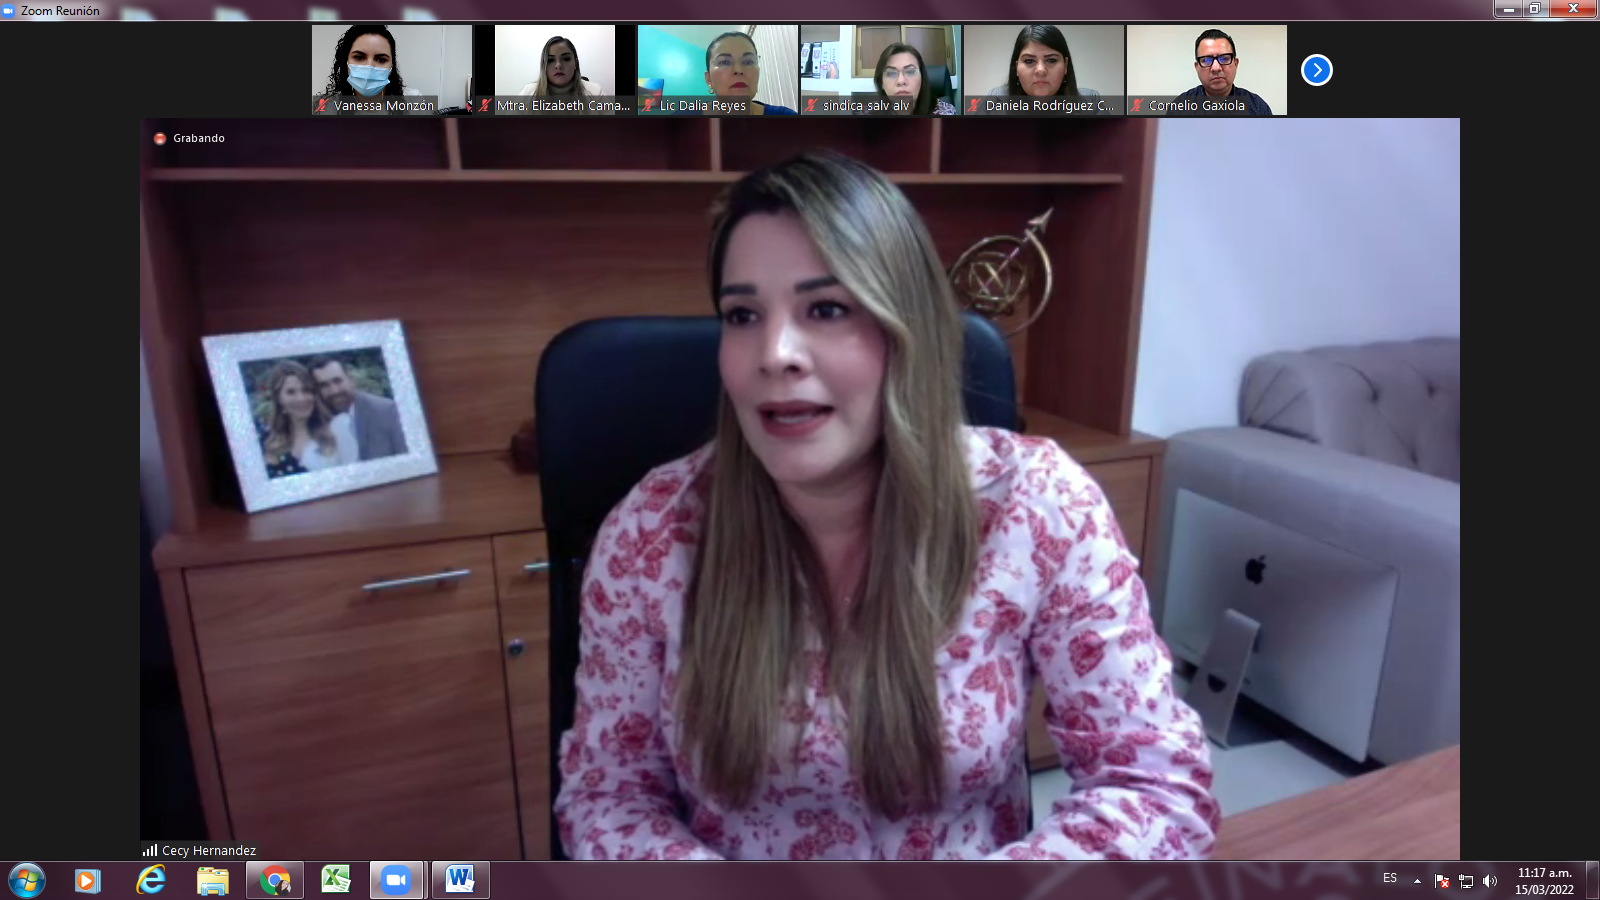 Zoom Reunión
Vanessa Monzón
Mtra. Elizabeth Cama...
Lic Dalia Reyes
sindica salv alv
Daniela Rodríguez C...
Cornelio Gaxiola
Grabando
Cecy Hernandez
ES
11:17 a.m.
15/03/2022